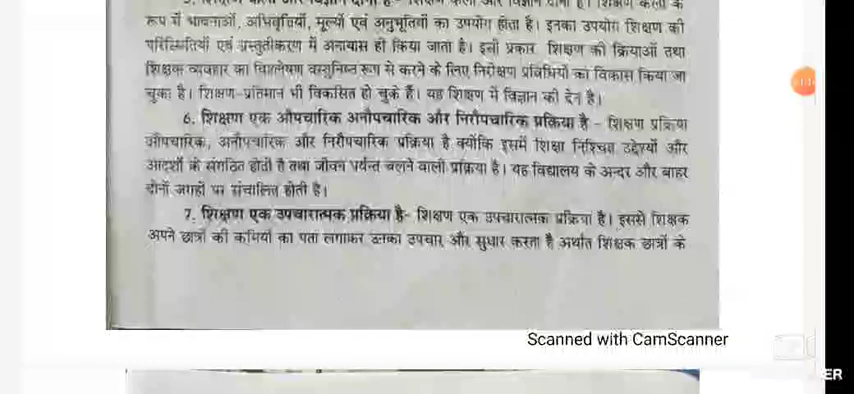 रूप में भावनाओं, अभिवृत्तियों, मूल्यों एवं अनुभूतियों का उपयोग होता है। इनका उपयोग शिक्षण की
परिस्थितियों एवं प्रस्तुतीकरण में अनायास ही किया जाता है। इसी प्रकार शिक्षण की क्रियाओं तथा
शिक्षक व्यवहार का विश्लेषण वस्तुनिष्ठ रूप से करने के लिए निरीक्षण प्रविधियों का विकास किया जा
चुका है। शिक्षण-प्रतिमान भी विकसित हो चुके हैं। यह शिक्षण में विज्ञान की देन है।
6. शिक्षण एक औपचारिक अनौपचारिक और निरौपचारिक प्रक्रिया है - शिक्षण प्रक्रिया
औपचारिक, अनौपचारिक और निरौपचारिक प्रक्रिया है क्योंकि इसमें शिक्षा निश्चित उद्देश्यों और
आदर्शों के संगठित होती है तथा जीवन पर्यन्त चलने वाली प्रक्रिया है। यह विद्यालय के अन्दर और बाहर
दोनों जगहों पर संचालित होती है।
7. शिक्षण एक उपचारात्मक प्रक्रिया है- शिक्षण एक उपचारात्मक प्रक्रिया है। इससे शिक्षक
अपने छात्रों की कमियों का पता लगाकर उनका उपचार और सुधार करता है अर्थात शिक्षक छात्रों के
Scanned with CamScanner
ER